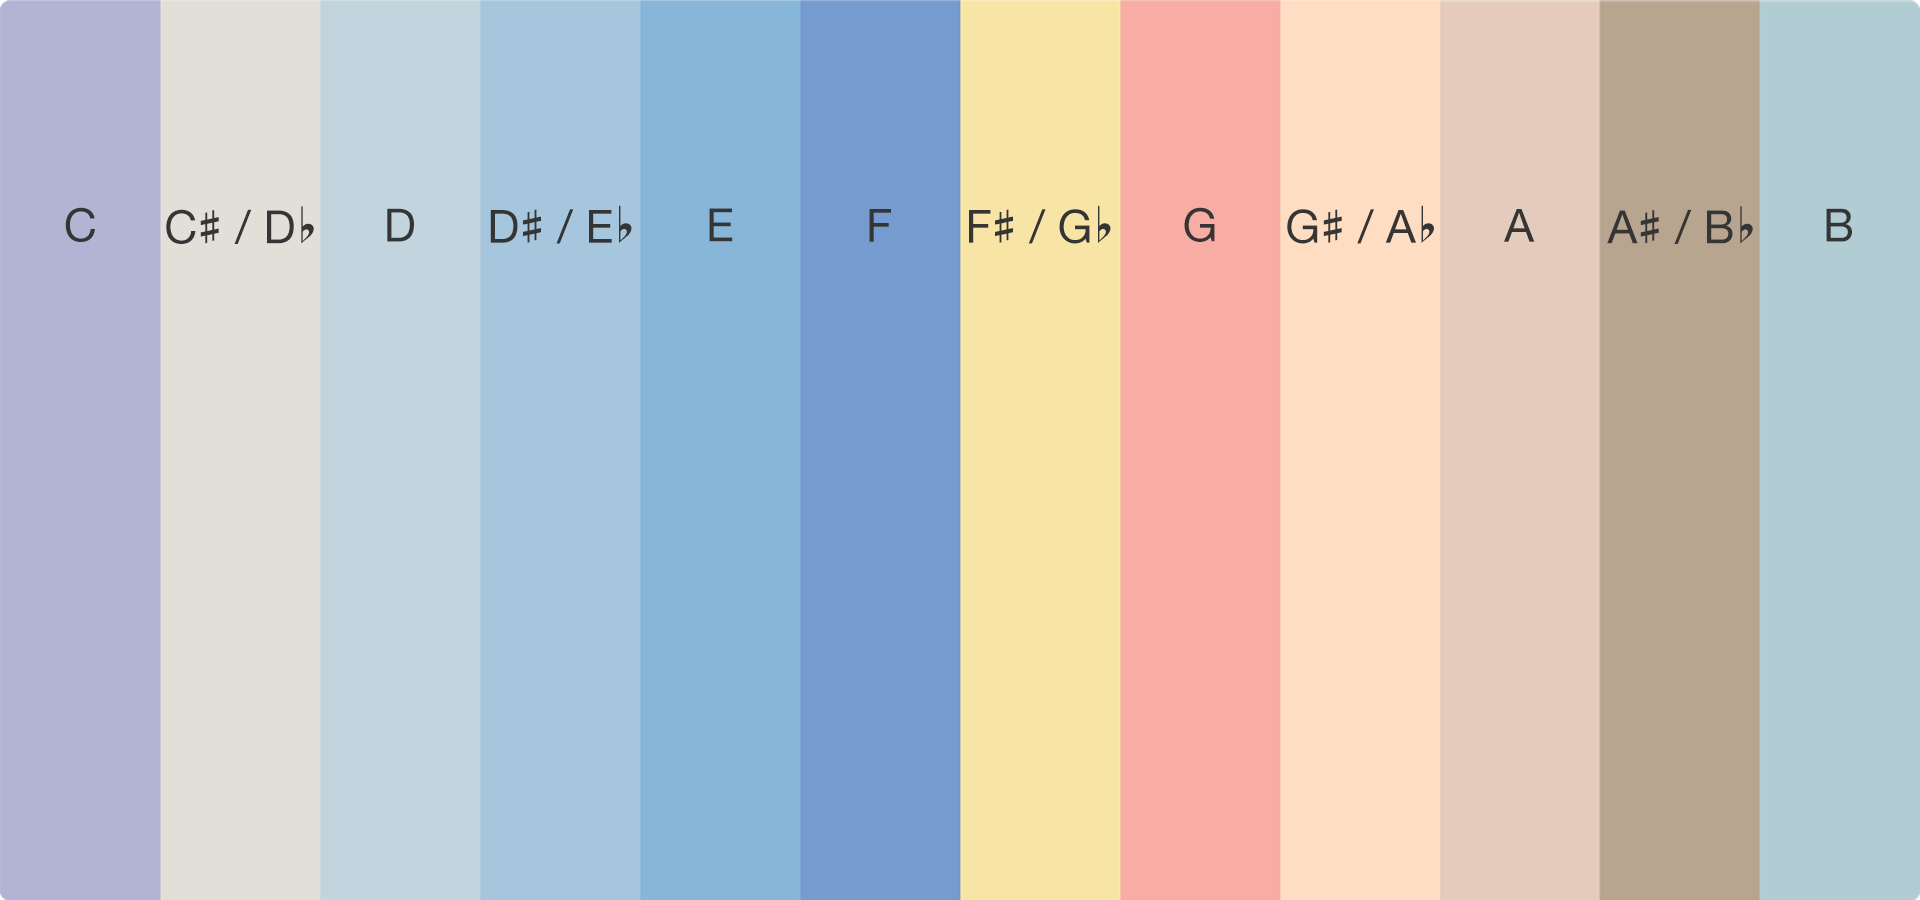 C C♯ / D♭ D D♯ / E♭ E F F♯ / G♭ G G♯ / A♭ A A♯ / B♭ B